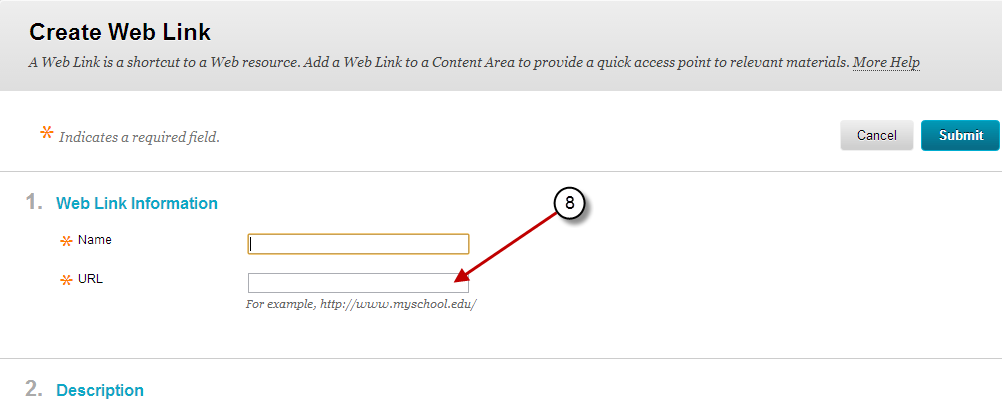 Create Web Link
A Web Link is a shortcut to a Web resource. Add a Web Link to a Content Area to provide a quick access point to relevant materials. More Help
* Indicates a required field.
Cancel
Submit
1. Web Link Information
8
* Name
* URL
For example, http://www.myschool.edu/
2. Description